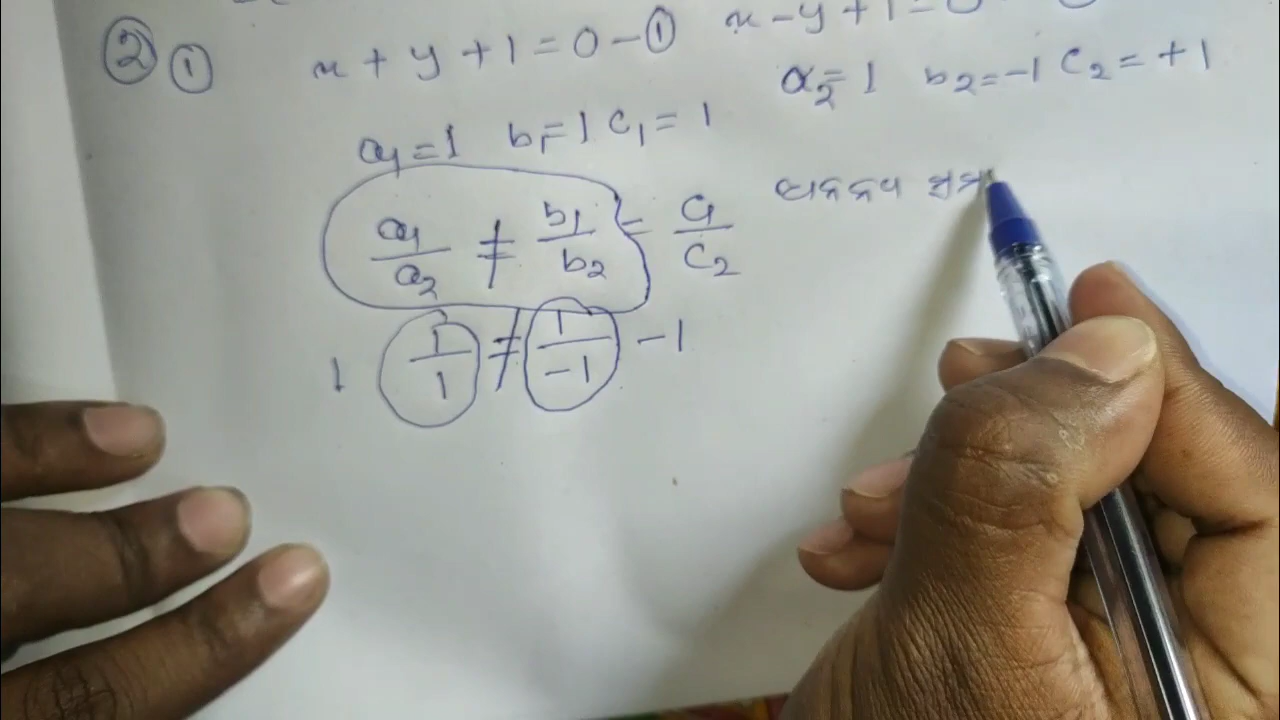 ② ① x + y + 1 = 0 - ① x - y + 1 = 0
a₁ = 1 b₁ = 1 c₁ = 1 a₂ = 1 b₂ = -1 c₂ = +1
a₁/a₂ ≠ b₁/b₂ = c₁/c₂
1 1/1 ≠ 1/-1 -1